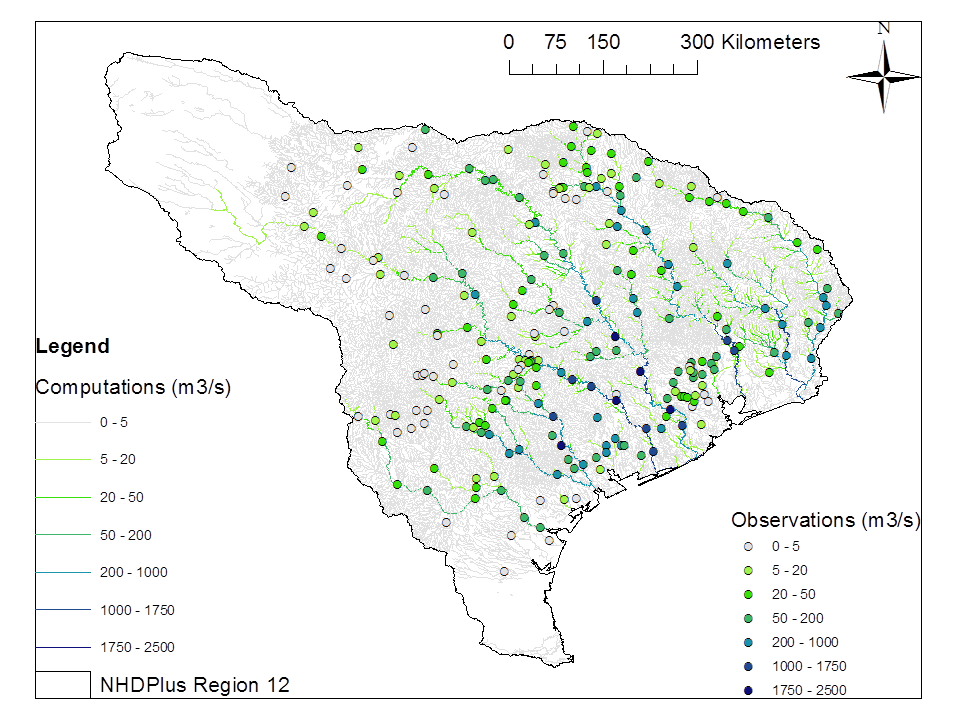 N
0 75 150 300 Kilometers
Legend
Computations (m3/s)
0 - 5
5 - 20
20 - 50
50 - 200
200 - 1000
1000 - 1750
1750 - 2500
NHDPlus Region 12
Observations (m3/s)
0 - 5
5 - 20
20 - 50
50 - 200
200 - 1000
1000 - 1750
1750 - 2500